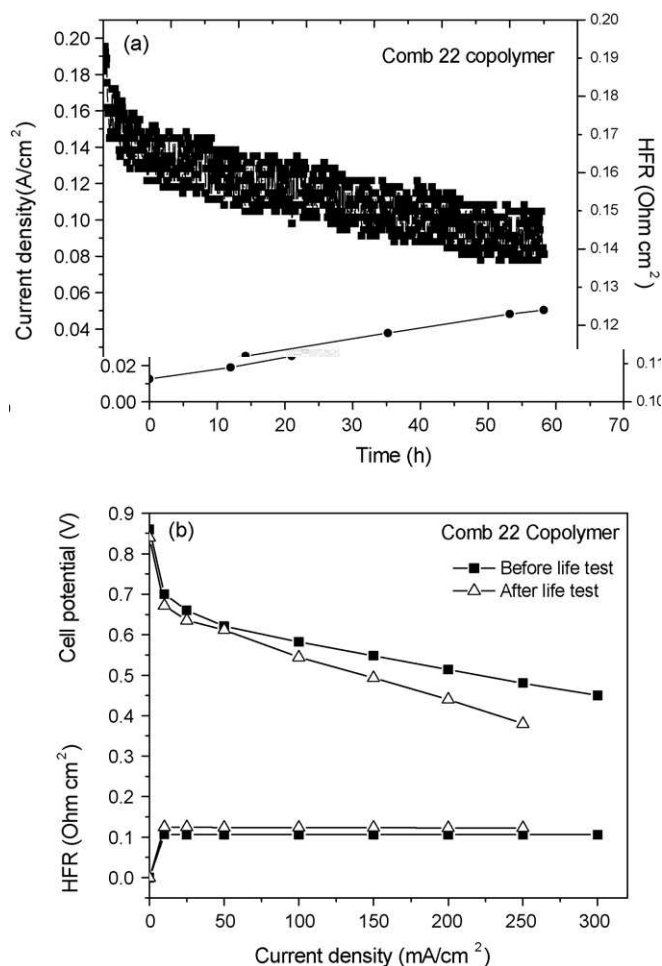 (a)
Comb 22 copolymer
Current density(A/cm²)
0.20
0.18
0.16
0.14
0.12
0.10
0.08
0.06
0.04
0.02
0.00
HFR (Ohm cm²)
0.20
0.19
0.18
0.17
0.16
0.15
0.14
0.13
0.12
0.11
0.10
0 10 20 30 40 50 60 70
Time (h)
(b)
Comb 22 Copolymer
Before life test
After life test
Cell potential (V)
HFR (Ohm cm²)
0.9
0.8
0.7
0.6
0.5
0.4
0.3
0.2
0.1
0.0
0 50 100 150 200 250 300
Current density (mA/cm²)